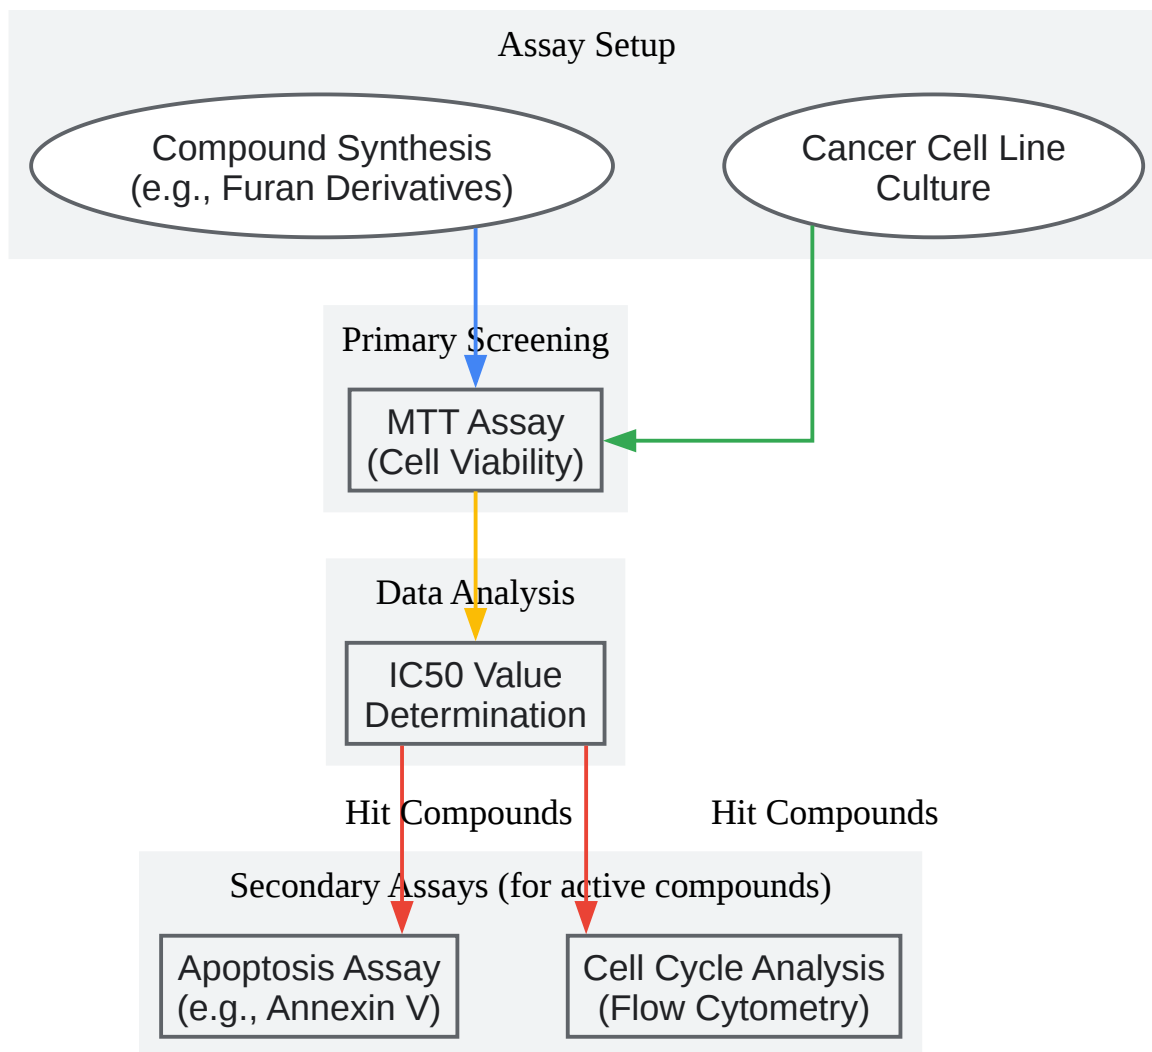 Assay Setup
Compound Synthesis
(e.g., Furan Derivatives)
Cancer Cell Line
Culture
Primary Screening
MTT Assay
(Cell Viability)
Data Analysis
IC50 Value
Determination
Hit Compounds
Hit Compounds
Secondary Assays (for active compounds)
Apoptosis Assay
(e.g., Annexin V)
Cell Cycle Analysis
(Flow Cytometry)